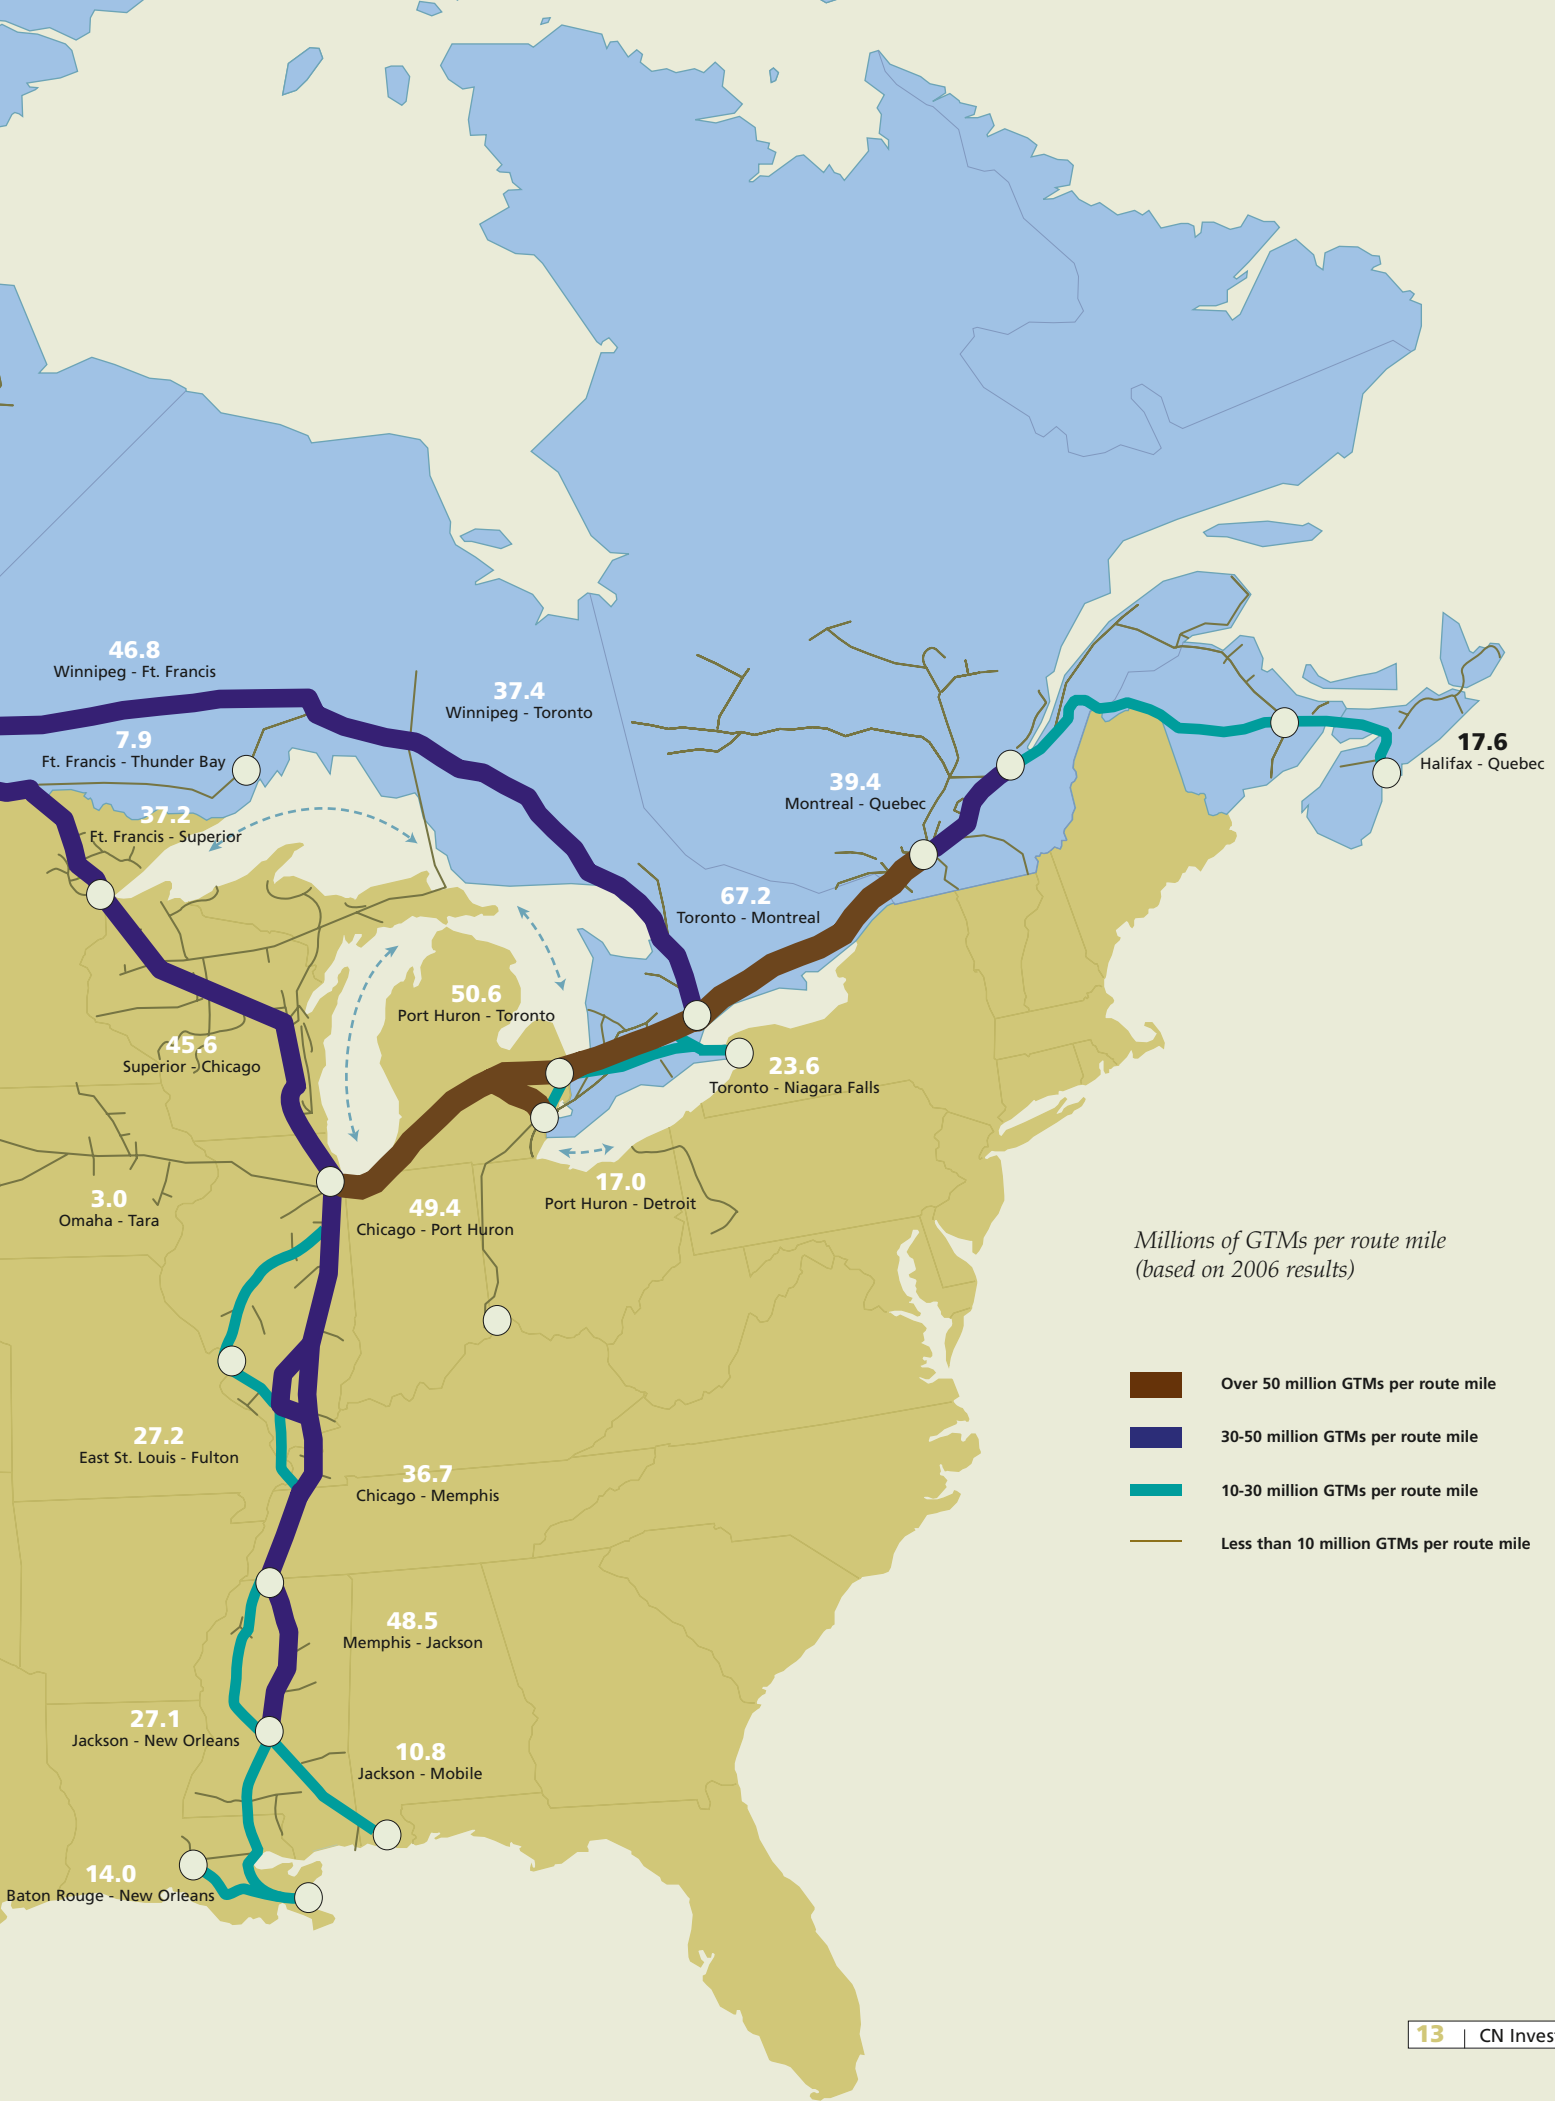 46.8
Winnipeg - Ft. Francis
37.4
Winnipeg - Toronto
7.9
Ft. Francis - Thunder Bay
17.6
Halifax - Quebec
39.4
Montreal - Quebec
37.2
Ft. Francis - Superior
67.2
Toronto - Montreal
50.6
Port Huron - Toronto
45.6
Superior - Chicago
23.6
Toronto - Niagara Falls
3.0
Omaha - Tara
49.4
Chicago - Port Huron
17.0
Port Huron - Detroit
Millions of GTMs per route mile
(based on 2006 results)
Over 50 million GTMs per route mile
30-50 million GTMs per route mile
10-30 million GTMs per route mile
Less than 10 million GTMs per route mile
27.2
East St. Louis - Fulton
36.7
Chicago - Memphis
48.5
Memphis - Jackson
27.1
Jackson - New Orleans
10.8
Jackson - Mobile
14.0
Baton Rouge - New Orleans
13 | CN Inves